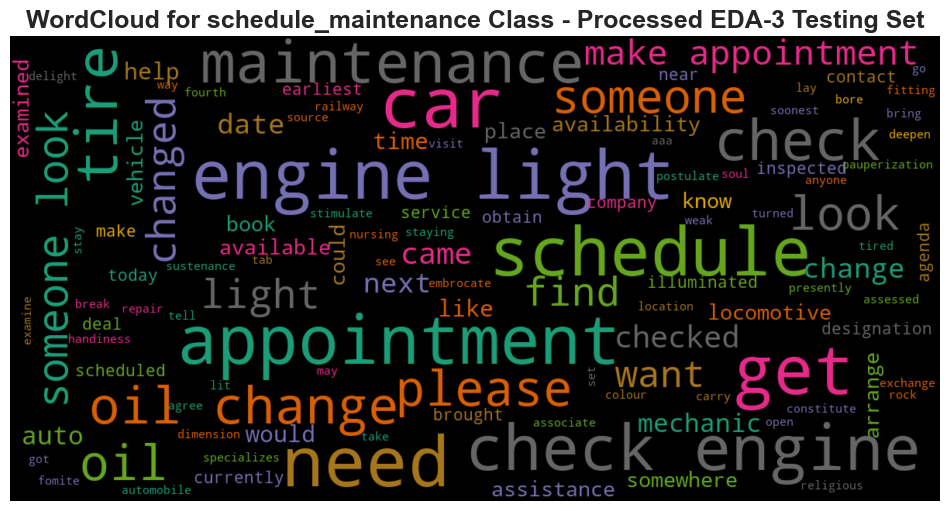 WordCloud for schedule_maintenance Class - Processed EDA-3 Testing Set
maintenance
make appointment
tire
car
someone
check
engine light
schedule
appointment
get
need
check engine
oil change
please
oil
someone look
changed
look
light
find
want
change
checked
mechanic
locomotive
came
next
like
date
time
place
availability
help
earliest
near
contact
go
fitting
lay
bore
bring
soonest
deepen
aaa
pauperization
inspected
postulate
soul
anyone
company
know
weak
turned
vehicle
examined
delight
way
fourth
railway
source
visit
book
stimulate
service
obtain
available
nursing
staying
could
tab
see
embrocate
illuminated
tired
presently
assessed
agenda
stay
make
today
sustenance
break
repair
tell
deal
handiness
examine
scheduled
lit
agree
may
location
designation
set
colour
carry
exchange
rock
arrange
constitute
open
associate
brought
take
would
dimension
auto
got
fomite
automobile
specializes
currently
assistance
somewhere
religious